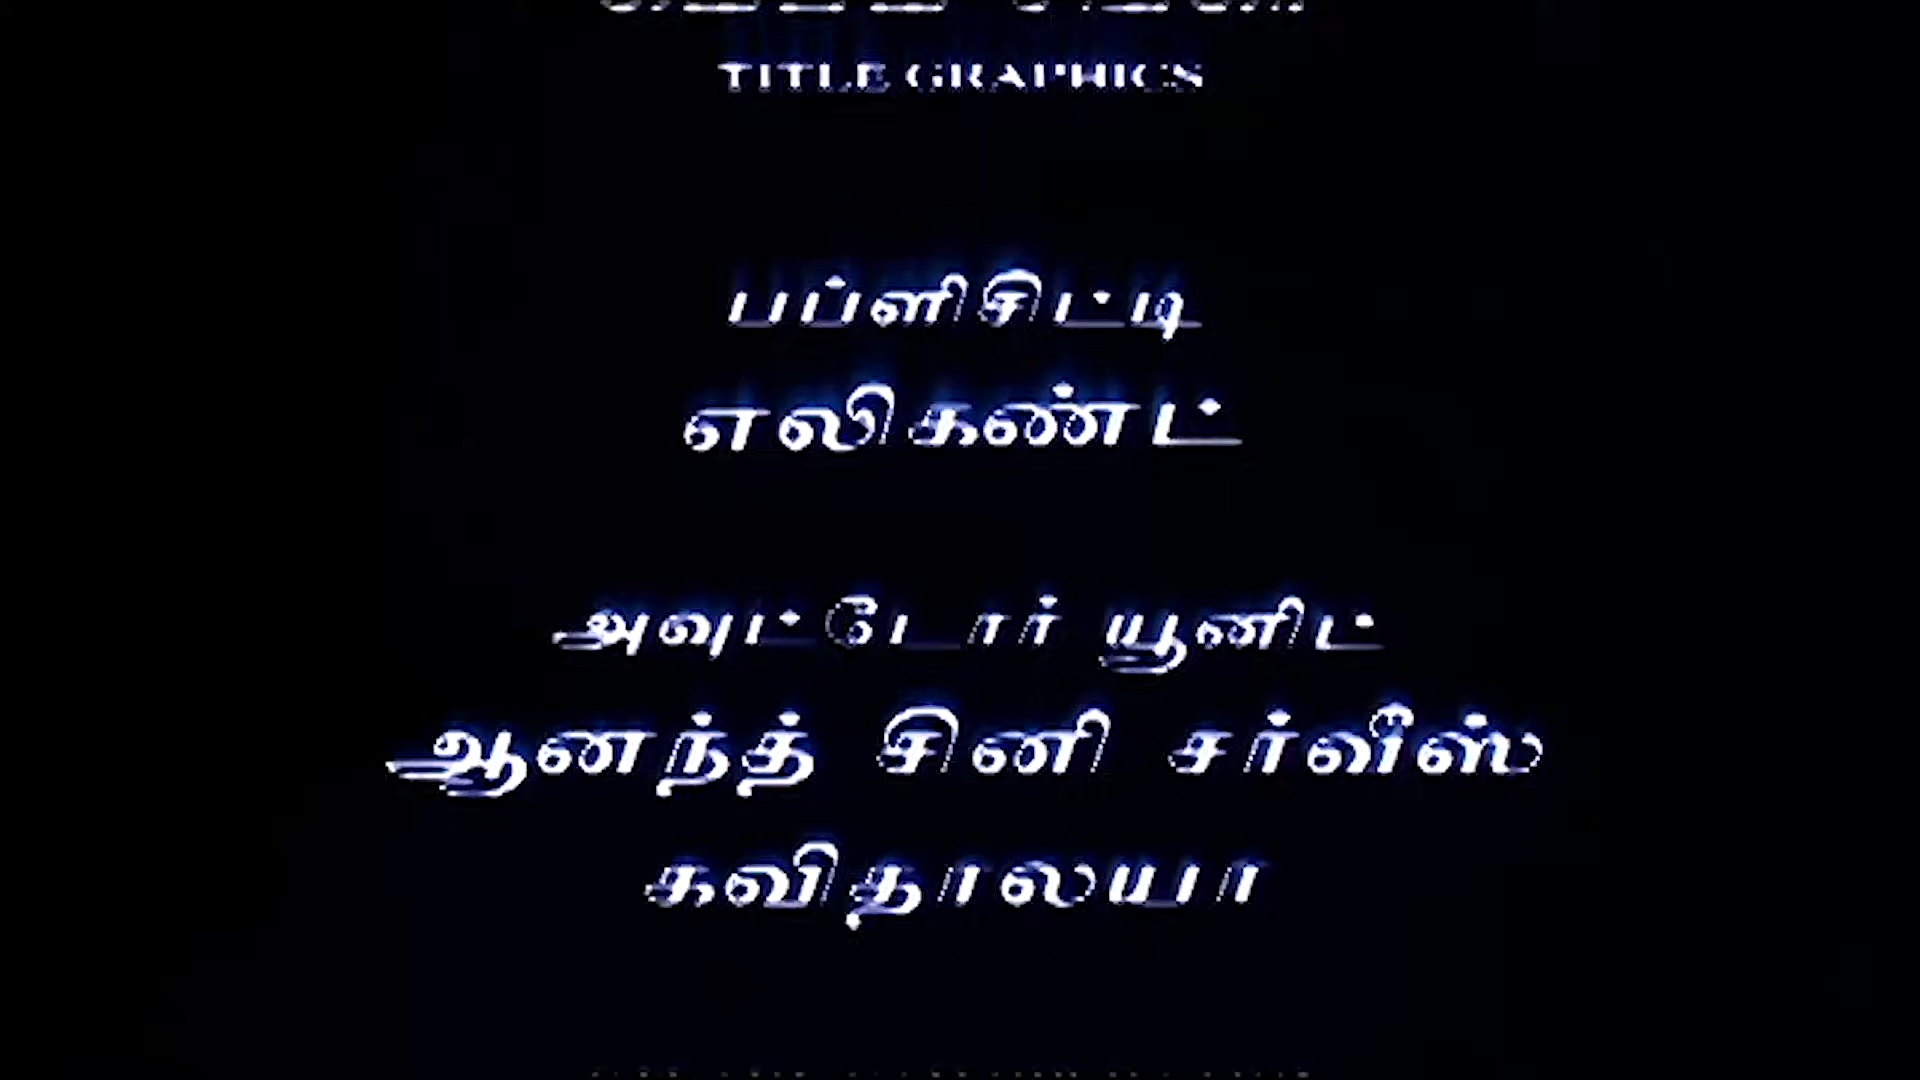 TITLE GRAPHICS
பப்ளிசிட்டி
எலிகண்ட்
அவுட்டோர் யூனிட்
ஆனந்த் சினி சர்வீஸ்
கவிதாலயா